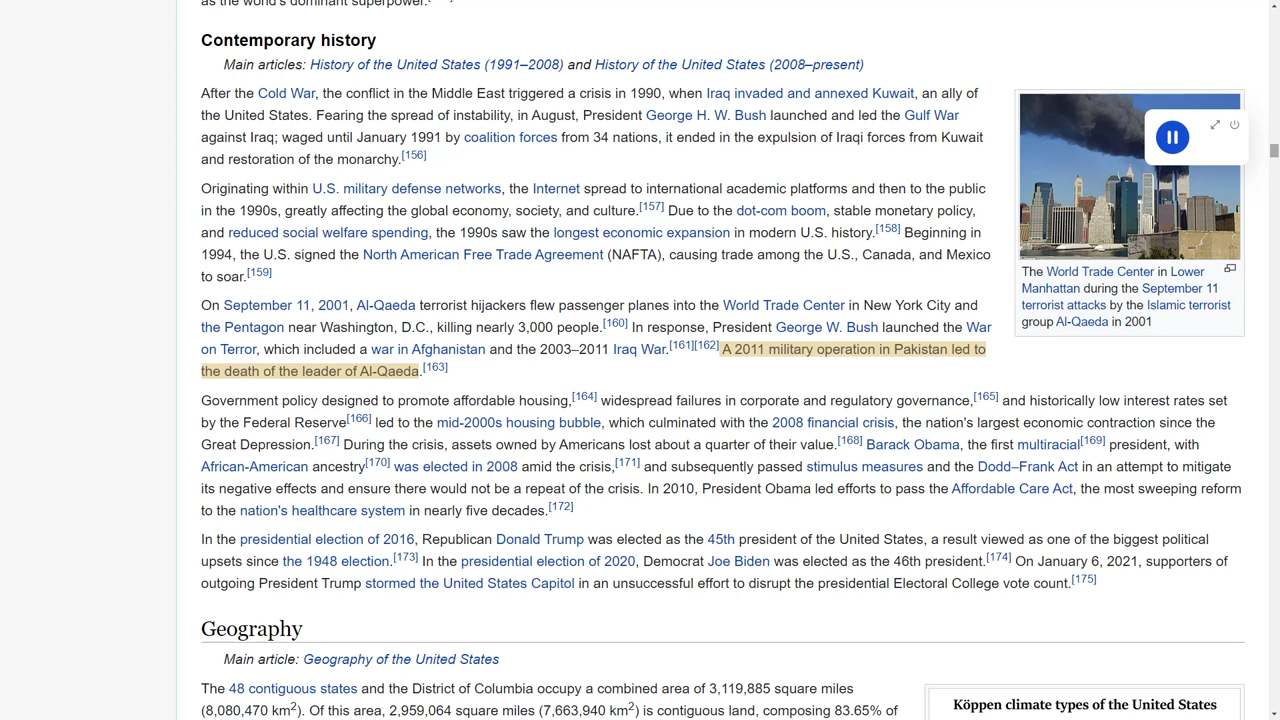 as the world's dominant superpower.
Contemporary history
Main articles: History of the United States (1991–2008) and History of the United States (2008–present)
After the Cold War, the conflict in the Middle East triggered a crisis in 1990, when Iraq invaded and annexed Kuwait, an ally of
the United States. Fearing the spread of instability, in August, President George H. W. Bush launched and led the Gulf War
against Iraq; waged until January 1991 by coalition forces from 34 nations, it ended in the expulsion of Iraqi forces from Kuwait
and restoration of the monarchy.[156]
Originating within U.S. military defense networks, the Internet spread to international academic platforms and then to the public
in the 1990s, greatly affecting the global economy, society, and culture.[157] Due to the dot-com boom, stable monetary policy,
and reduced social welfare spending, the 1990s saw the longest economic expansion in modern U.S. history.[158] Beginning in
1994, the U.S. signed the North American Free Trade Agreement (NAFTA), causing trade among the U.S., Canada, and Mexico
to soar.[159]
On September 11, 2001, Al-Qaeda terrorist hijackers flew passenger planes into the World Trade Center in New York City and
the Pentagon near Washington, D.C., killing nearly 3,000 people.[160] In response, President George W. Bush launched the War
on Terror, which included a war in Afghanistan and the 2003–2011 Iraq War.[161][162] A 2011 military operation in Pakistan led to
the death of the leader of Al-Qaeda.[163]
The World Trade Center in Lower
Manhattan during the September 11
terrorist attacks by the Islamic terrorist
group Al-Qaeda in 2001
Government policy designed to promote affordable housing,[164] widespread failures in corporate and regulatory governance,[165] and historically low interest rates set
by the Federal Reserve[166] led to the mid-2000s housing bubble, which culminated with the 2008 financial crisis, the nation's largest economic contraction since the
Great Depression.[167] During the crisis, assets owned by Americans lost about a quarter of their value.[168] Barack Obama, the first multiracial[169] president, with
African-American ancestry[170] was elected in 2008 amid the crisis,[171] and subsequently passed stimulus measures and the Dodd–Frank Act in an attempt to mitigate
its negative effects and ensure there would not be a repeat of the crisis. In 2010, President Obama led efforts to pass the Affordable Care Act, the most sweeping reform
to the nation's healthcare system in nearly five decades.[172]
In the presidential election of 2016, Republican Donald Trump was elected as the 45th president of the United States, a result viewed as one of the biggest political
upsets since the 1948 election.[173] In the presidential election of 2020, Democrat Joe Biden was elected as the 46th president.[174] On January 6, 2021, supporters of
outgoing President Trump stormed the United States Capitol in an unsuccessful effort to disrupt the presidential Electoral College vote count.[175]
Geography
Main article: Geography of the United States
The 48 contiguous states and the District of Columbia occupy a combined area of 3,119,885 square miles
(8,080,470 km²). Of this area, 2,959,064 square miles (7,663,940 km²) is contiguous land, composing 83.65% of
Köppen climate types of the United States